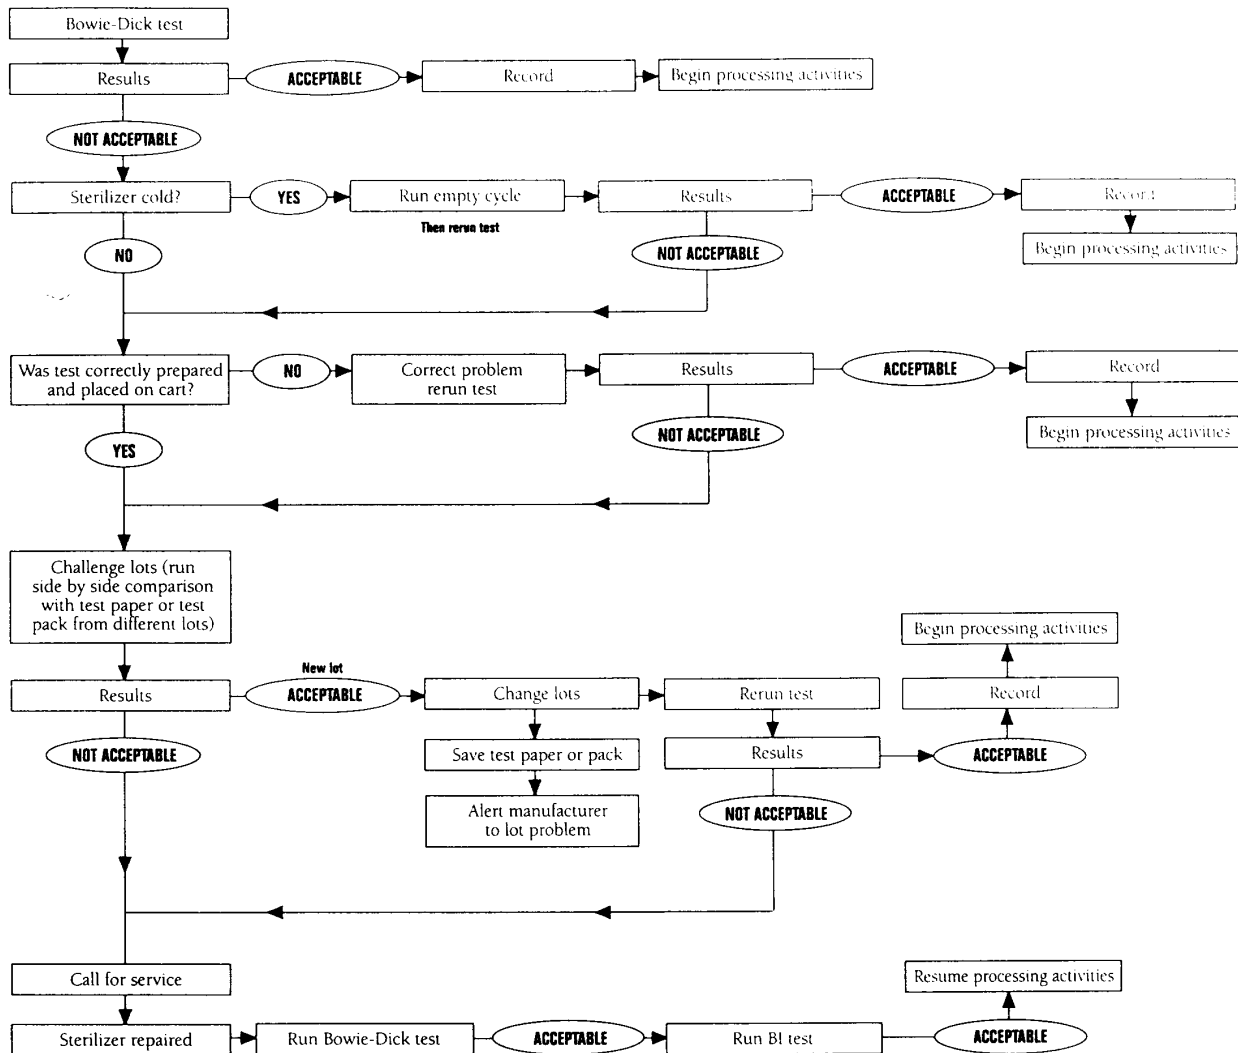 Bowie-Dick test
Results
ACCEPTABLE
Record
Begin processing activities
NOT ACCEPTABLE
Sterilizer cold?
YES
Run empty cycle
Then rerun test
Results
ACCEPTABLE
Record
Begin processing activities
NO
NOT ACCEPTABLE
Was test correctly prepared
and placed on cart?
NO
Correct problem
rerun test
Results
ACCEPTABLE
Record
Begin processing activities
YES
NOT ACCEPTABLE
Challenge lots (run
side by side comparison
with test paper or test
pack from different lots)
Results
New lot
ACCEPTABLE
Change lots
Rerun test
Record
Begin processing activities
NOT ACCEPTABLE
Save test paper or pack
Results
ACCEPTABLE
Alert manufacturer
to lot problem
NOT ACCEPTABLE
Call for service
Resume processing activities
Sterilizer repaired
Run Bowie-Dick test
ACCEPTABLE
Run BI test
ACCEPTABLE